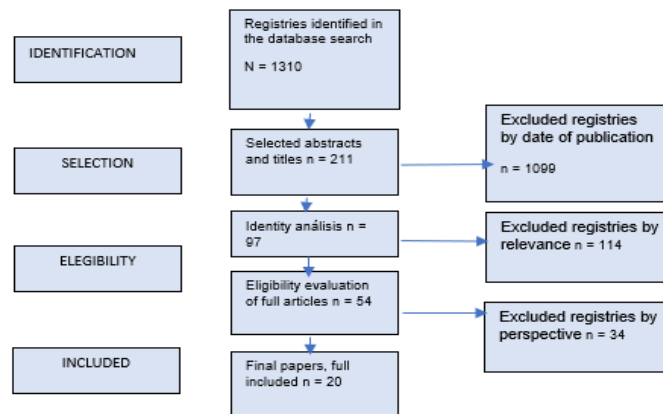 IDENTIFICATION
Registries identified in
the database search
N = 1310
SELECTION
Selected abstracts
and titles n = 211
Excluded registries
by date of publication
n = 1099
ELEGIBILITY
Identity análisis n =
97
Excluded registries by
relevance n = 114
Eligibility evaluation
of full articles n = 54
Excluded registries by
perspective n = 34
INCLUDED
Final papers, full
included n = 20